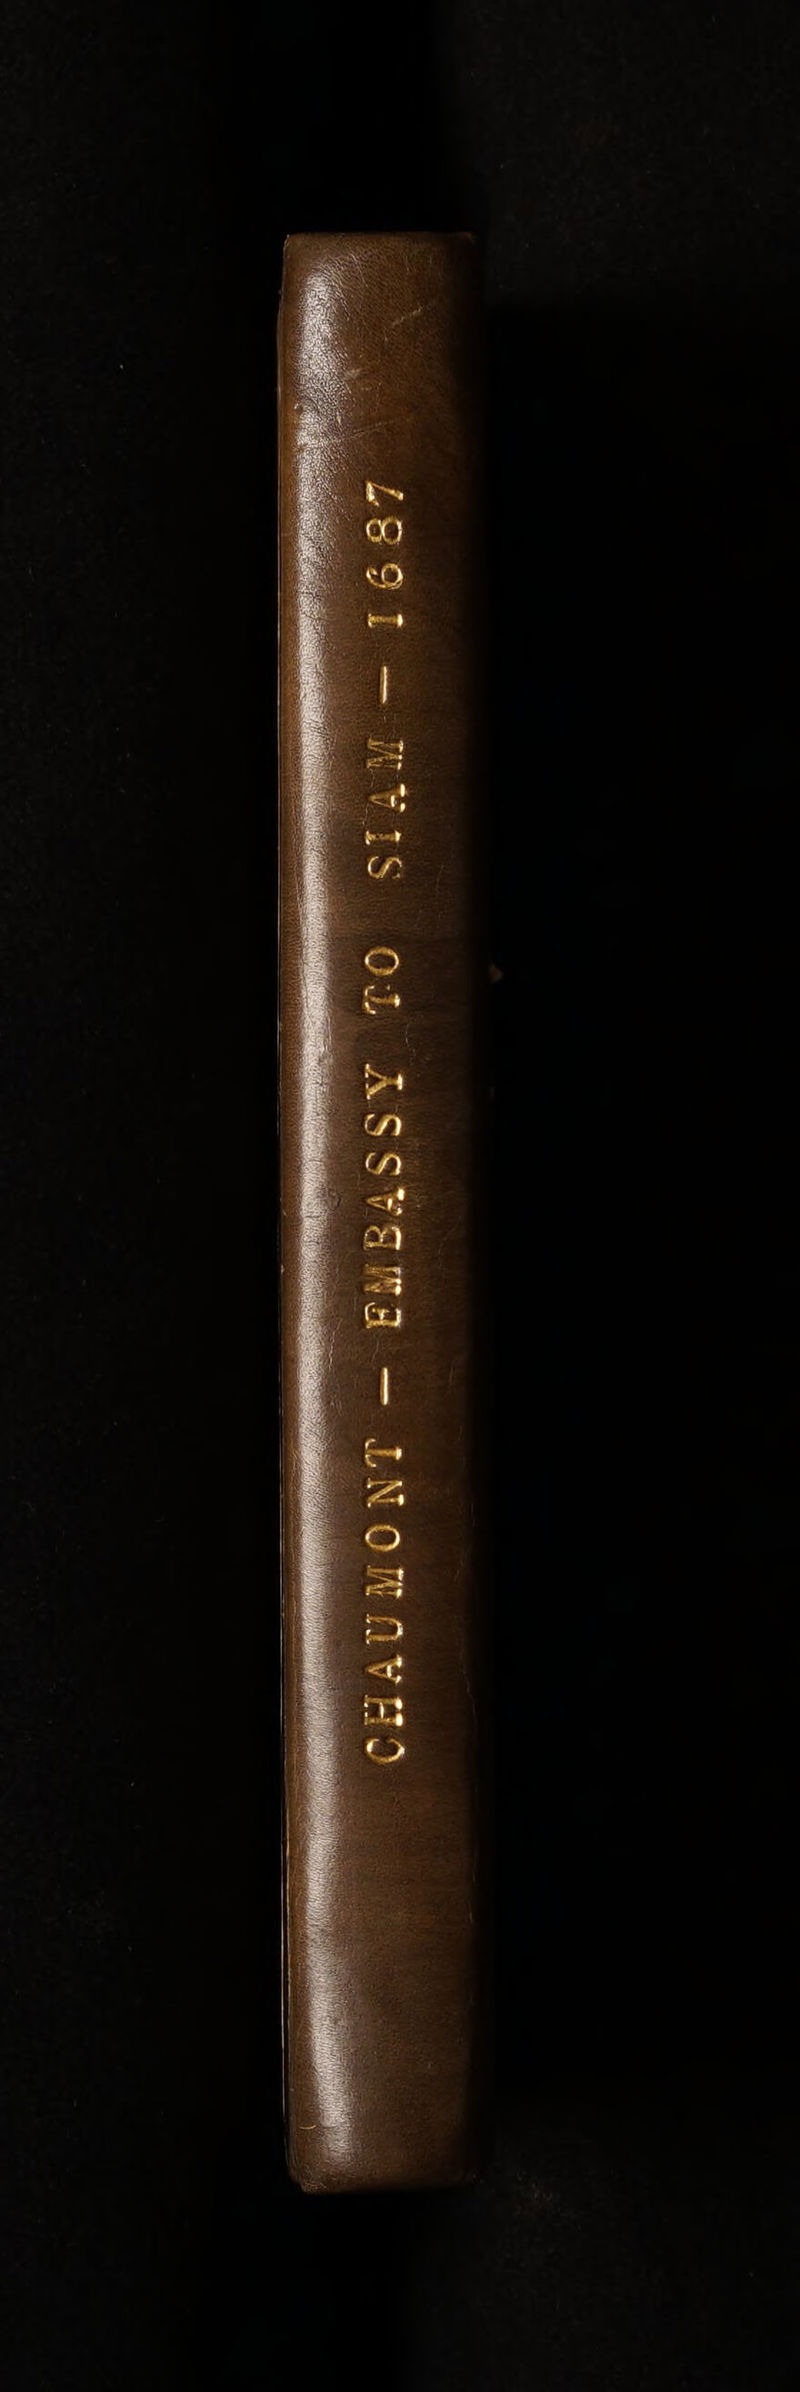 CHAUMONT — EMBASSY TO SIAM — 1687